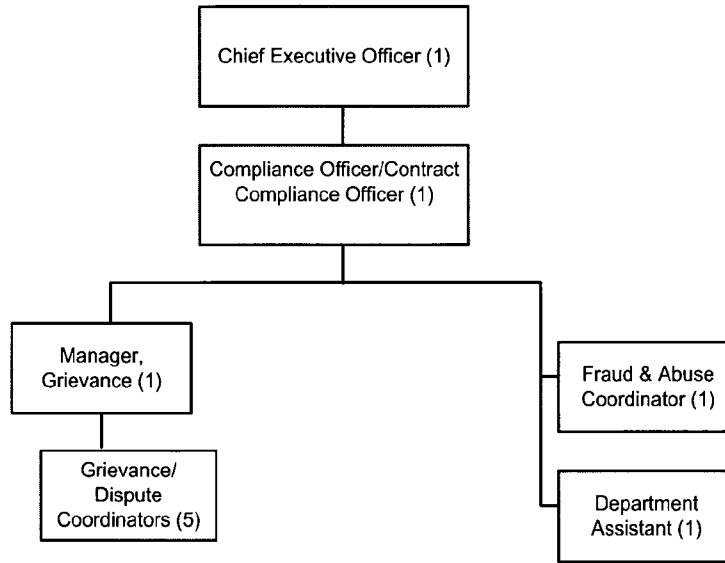 Chief Executive Officer (1)
Compliance Officer/Contract
Compliance Officer (1)
Manager,
Grievance (1)
Grievance/
Dispute
Coordinators (5)
Fraud & Abuse
Coordinator (1)
Department
Assistant (1)